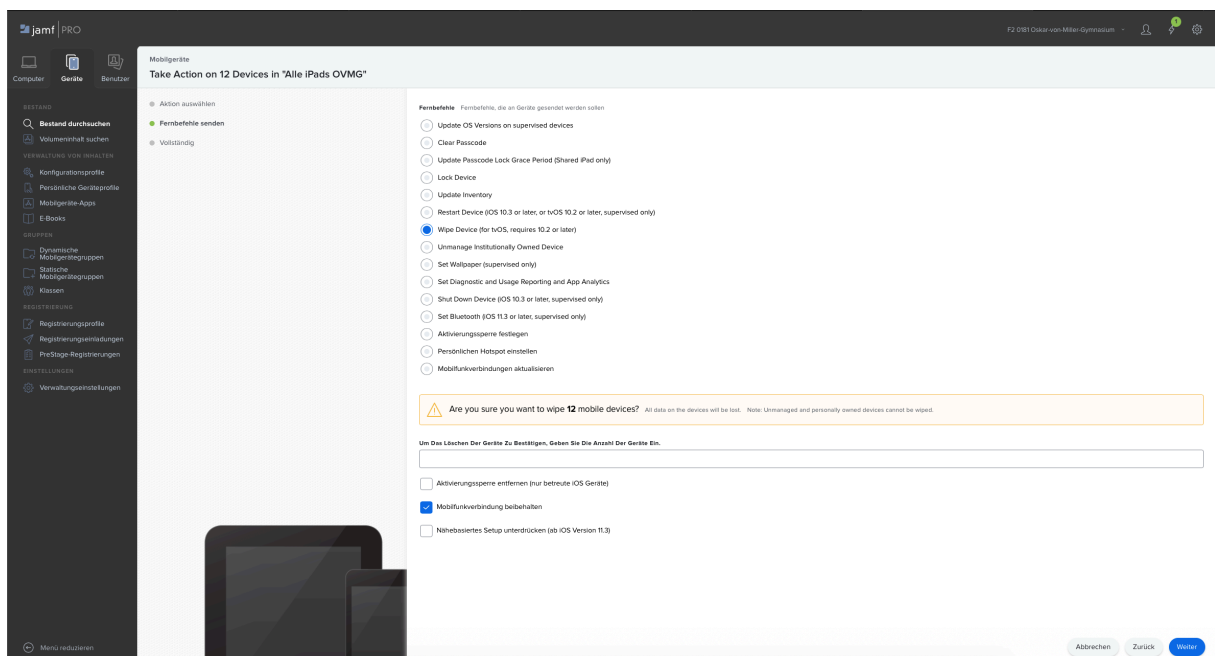 jamf PRO
F2 0181 Oskar-von-Miller-Gymnasium
1
Computer
Geräte
Benutzer
Mobilgeräte
Take Action on 12 Devices in "Alle iPads OVMG"
BESTAND
Bestand durchsuchen
Volumeninhalt suchen
VERWALTUNG VON INHALTEN
Konfigurationsprofile
Persönliche Geräteprofile
Mobilgeräte-Apps
E-Books
GRUPPEN
Dynamische
Mobilgerätegruppen
Statische
Mobilgerätegruppen
Klassen
REGISTRIERUNG
Registrierungsprofile
Registrierungseinladungen
PreStage-Registrierungen
EINSTELLUNGEN
Verwaltungseinstellungen
Menü reduzieren
Aktion auswählen
Fernbefehle senden
Vollständig
Fernbefehle Fernbefehle, die an Geräte gesendet werden sollen
Update OS Versions on supervised devices
Clear Passcode
Update Passcode Lock Grace Period (Shared iPad only)
Lock Device
Update Inventory
Restart Device (iOS 10.3 or later, or tvOS 10.2 or later, supervised only)
Wipe Device (for tvOS, requires 10.2 or later)
Unmanage Institutionally Owned Device
Set Wallpaper (supervised only)
Set Diagnostic and Usage Reporting and App Analytics
Shut Down Device (iOS 10.3 or later, supervised only)
Set Bluetooth (iOS 11.3 or later, supervised only)
Aktivierungssperre festlegen
Persönlichen Hotspot einstellen
Mobilfunkverbindungen aktualisieren
Are you sure you want to wipe 12 mobile devices? All data on the devices will be lost. Note: Unmanaged and personally owned devices cannot be wiped.
Um Das Löschen Der Geräte Zu Bestätigen, Geben Sie Die Anzahl Der Geräte Ein.
Aktivierungssperre entfernen (nur betreute iOS Geräte)
Mobilfunkverbindung beibehalten
Nähebasiertes Setup unterdrücken (ab iOS Version 11.3)
Abbrechen
Zurück
Weiter